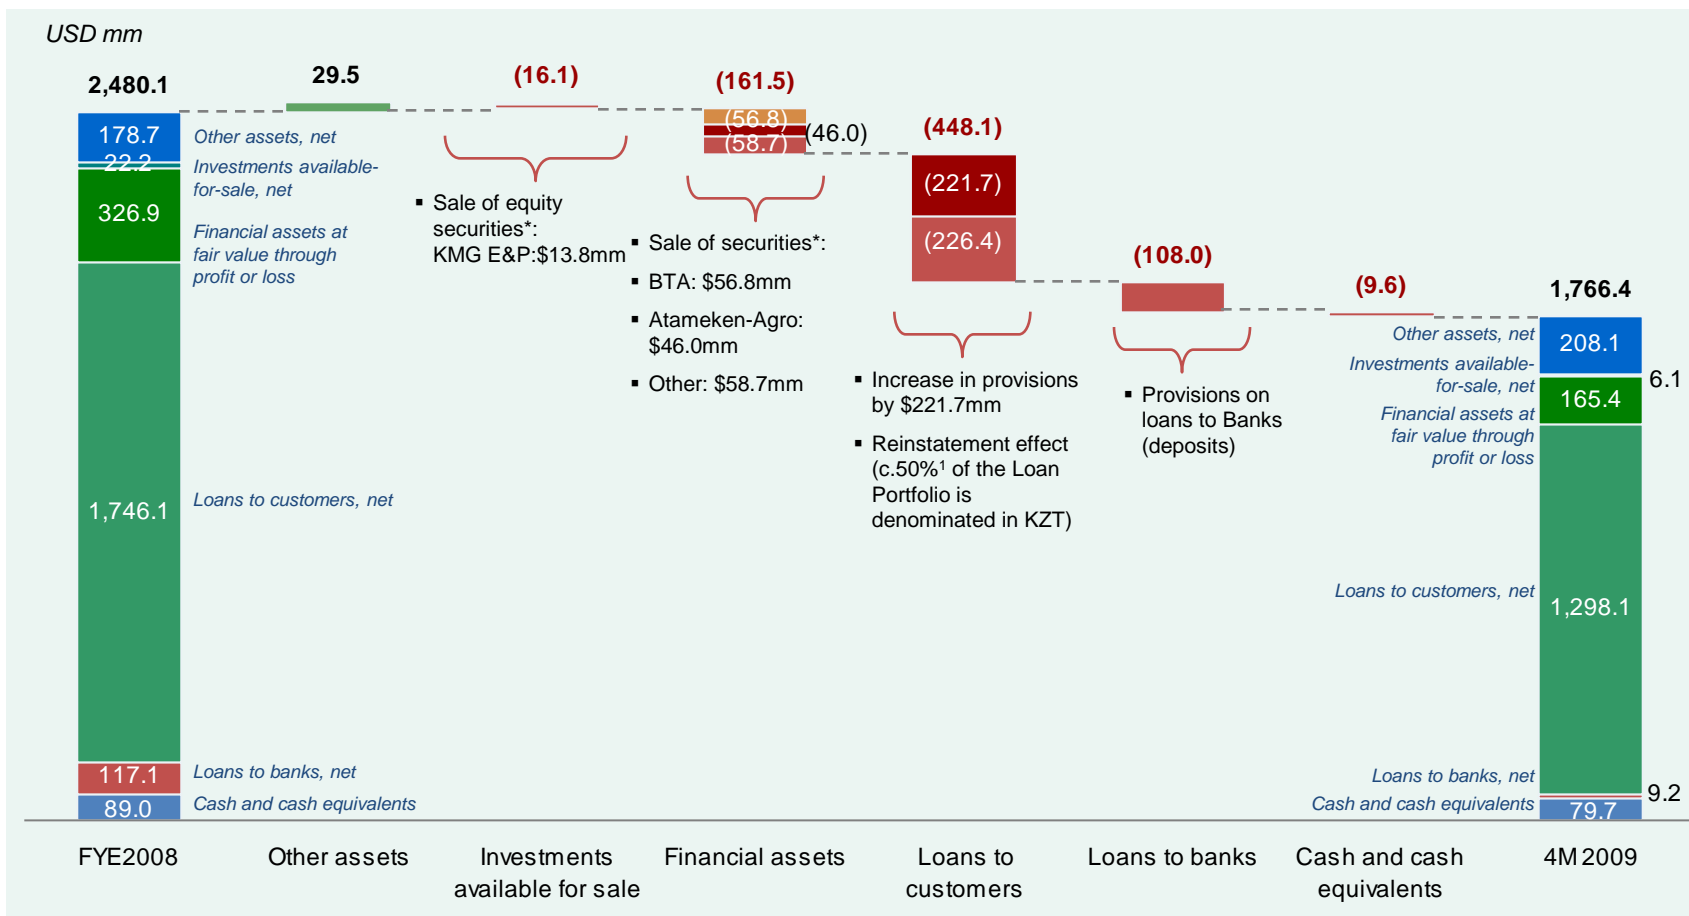 USD mm
2,480.1
178.7
22.2
326.9
1,746.1
117.1
89.0
Other assets, net
Investments available-
for-sale, net
Financial assets at
fair value through
profit or loss
Loans to customers, net
Loans to banks, net
Cash and cash equivalents
29.5
(16.1)
▪ Sale of equity
securities*:
KMG E&P:$13.8mm
(161.5)
(56.8)
(46.0)
(58.7)
▪ Sale of securities*:
▪ BTA: $56.8mm
▪ Atameken-Agro:
$46.0mm
▪ Other: $58.7mm
(448.1)
(221.7)
(226.4)
▪ Increase in provisions
by $221.7mm
▪ Reinstatement effect
(c.50%¹ of the Loan
Portfolio is
denominated in KZT)
(108.0)
▪ Provisions on
loans to Banks
(deposits)
(9.6)
1,766.4
Other assets, net
Investments available-
for-sale, net
Financial assets at
fair value through
profit or loss
Loans to customers, net
Loans to banks, net
Cash and cash equivalents
208.1
6.1
165.4
1,298.1
9.2
79.7
FYE2008
Other assets
Investments
available for sale
Financial assets
Loans to
customers
Loans to banks
Cash and cash
equivalents
4M 2009